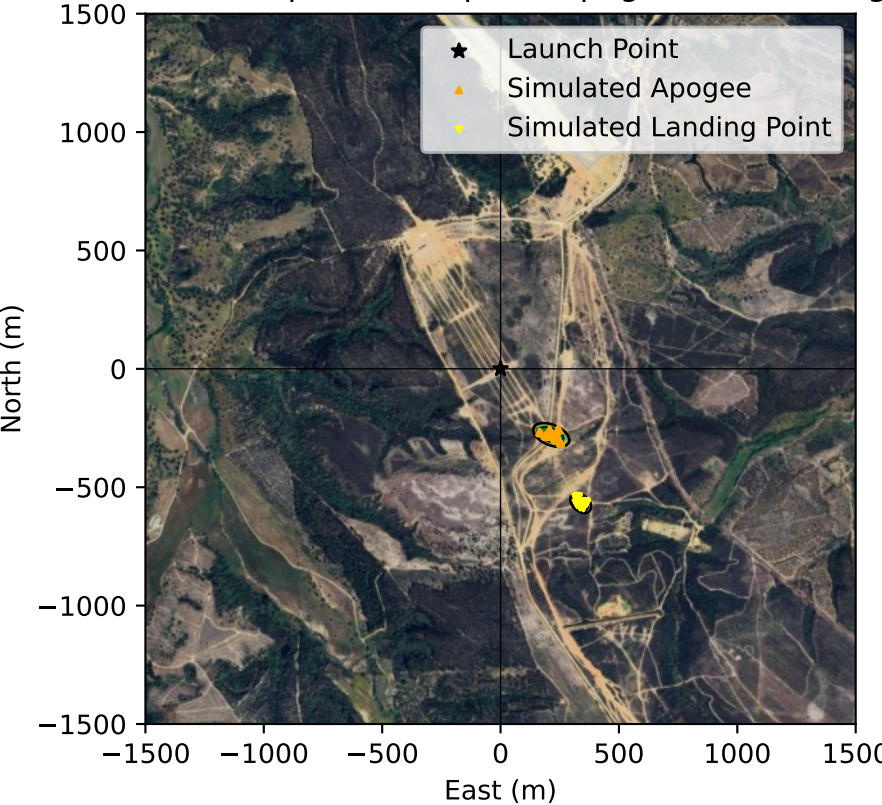 1500
1000
500
0
−500
−1000
−1500
North (m)
Launch Point
Simulated Apogee
Simulated Landing Point
−1500 −1000 −500 0 500 1000 1500
East (m)